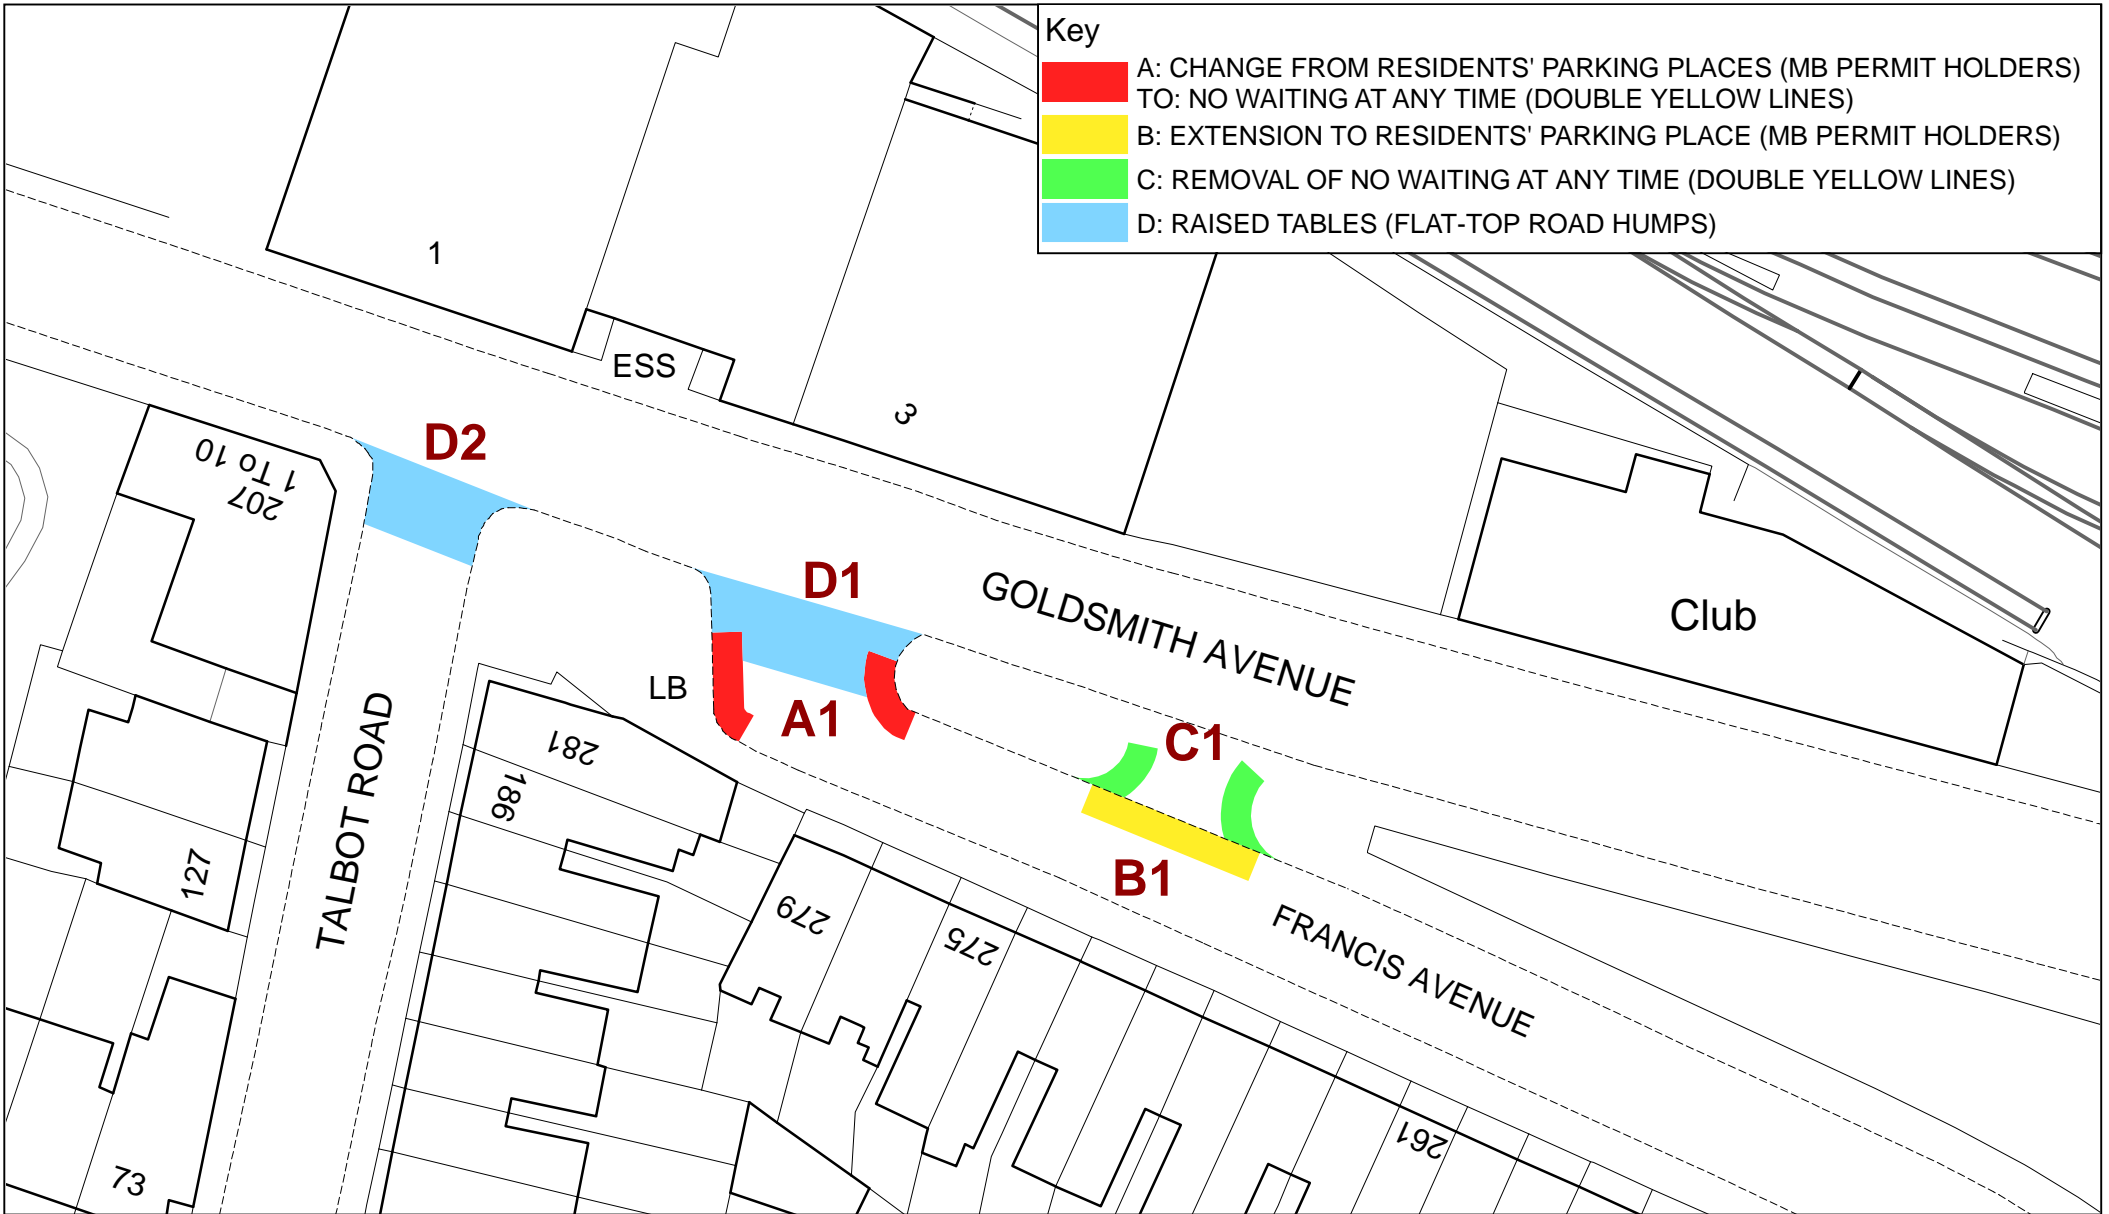 Key
A: CHANGE FROM RESIDENTS' PARKING PLACES (MB PERMIT HOLDERS)
TO: NO WAITING AT ANY TIME (DOUBLE YELLOW LINES)
B: EXTENSION TO RESIDENTS' PARKING PLACE (MB PERMIT HOLDERS)
C: REMOVAL OF NO WAITING AT ANY TIME (DOUBLE YELLOW LINES)
D: RAISED TABLES (FLAT-TOP ROAD HUMPS)
1
ESS
3
D2
1 To 10
207
D1
GOLDSMITH AVENUE
Club
LB
A1
C1
281
186
TALBOT ROAD
127
B1
279
275
FRANCIS AVENUE
261
73